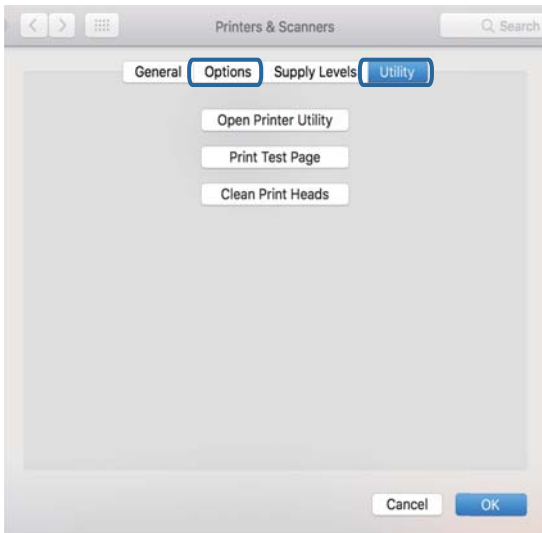 Printers & Scanners Search
General Options Supply Levels Utility
Open Printer Utility
Print Test Page
Clean Print Heads
Cancel OK